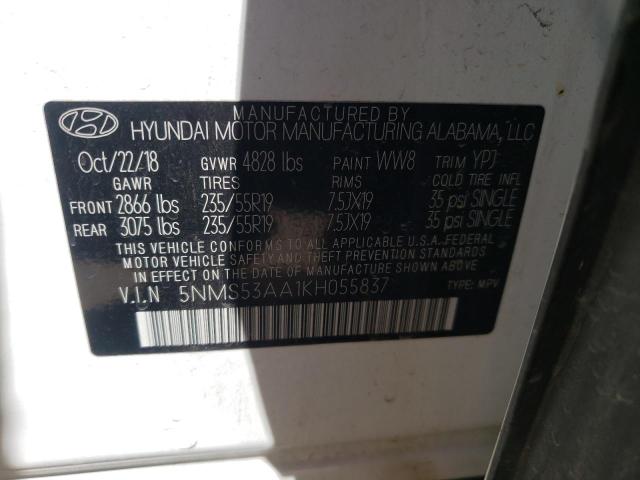 MANUFACTURED BY
HYUNDAI MOTOR MANUFACTURING ALABAMA, LLC
Oct/22/18 GVWR 4828 lbs PAINT WW8 TRIM YPJ
GAWR TIRES RIMS COLD TIRE INFL
FRONT 2866 lbs 235/55R19 7.5JX19 35 psi SINGLE
REAR 3075 lbs 235/55R19 7.5JX19 35 psi SINGLE
THIS VEHICLE CONFORMS TO ALL APPLICABLE U.S.A. FEDERAL
MOTOR VEHICLE SAFETY AND THEFT PREVENTION STANDARDS
IN EFFECT ON THE DATE OF MANUFACTURE SHOWN ABOVE.
V.I.N 5NMS53AA1KH055837 TYPE: MPV